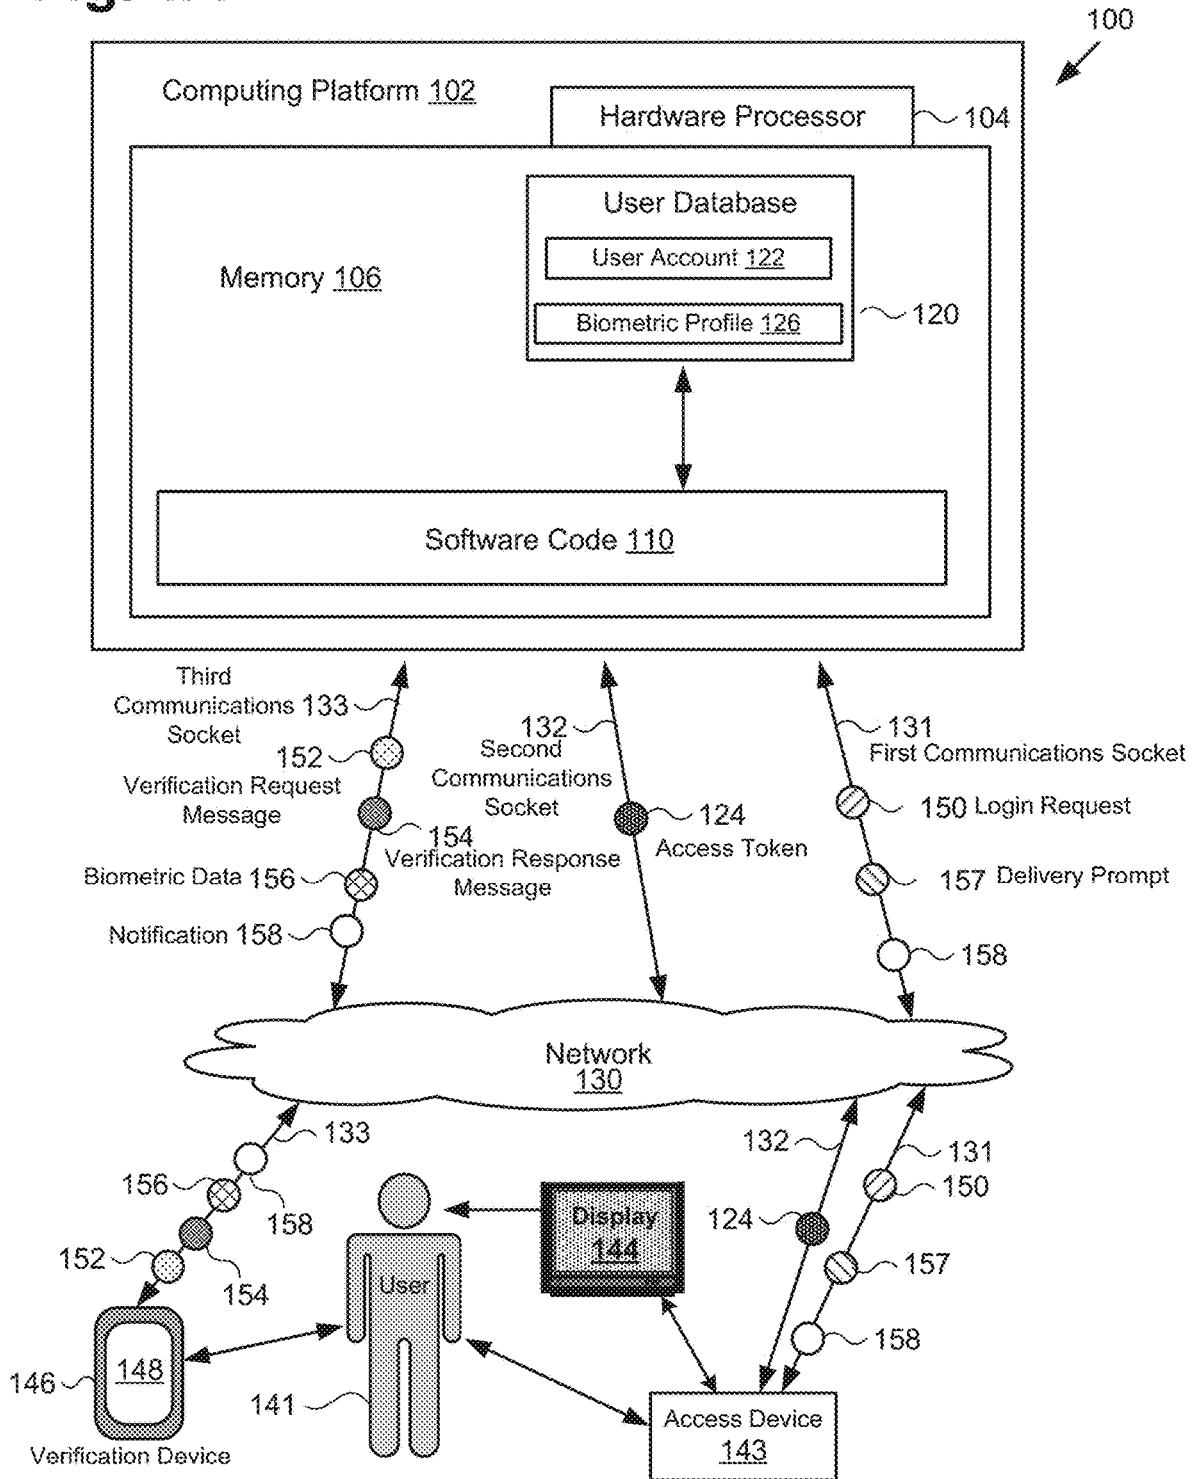 100
Computing Platform 102
Hardware Processor
104
User Database
User Account 122
Memory 106
Biometric Profile 126
120
Software Code 110
Third
Communications 133
Socket
152
Verification Request
Message
154
Verification Response
Message
Biometric Data 156
Notification 158
132
Second
Communications
Socket
124
Access Token
131
First Communications Socket
150 Login Request
157 Delivery Prompt
158
Network
130
133
156
158
152
154
132
131
150
124
157
158
Display
144
User
148
146
141
Verification Device
Access Device
143